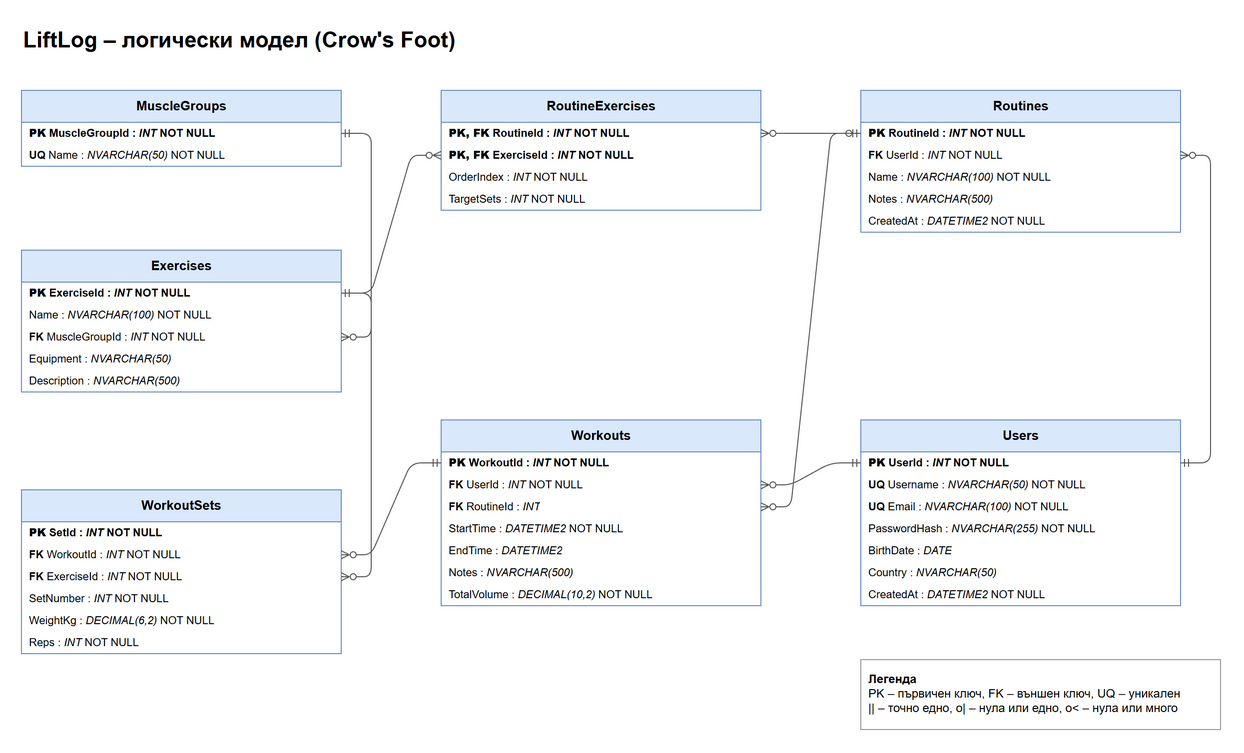 LiftLog – логически модел (Crow's Foot)
MuscleGroups
PK MuscleGroupId : INT NOT NULL
UQ Name : NVARCHAR(50) NOT NULL
RoutineExercises
PK, FK RoutineId : INT NOT NULL
PK, FK ExerciseId : INT NOT NULL
OrderIndex : INT NOT NULL
TargetSets : INT NOT NULL
Routines
PK RoutineId : INT NOT NULL
FK UserId : INT NOT NULL
Name : NVARCHAR(100) NOT NULL
Notes : NVARCHAR(500)
CreatedAt : DATETIME2 NOT NULL
Exercises
PK ExerciseId : INT NOT NULL
Name : NVARCHAR(100) NOT NULL
FK MuscleGroupId : INT NOT NULL
Equipment : NVARCHAR(50)
Description : NVARCHAR(500)
Workouts
PK WorkoutId : INT NOT NULL
FK UserId : INT NOT NULL
FK RoutineId : INT
StartTime : DATETIME2 NOT NULL
EndTime : DATETIME2
Notes : NVARCHAR(500)
TotalVolume : DECIMAL(10,2) NOT NULL
Users
PK UserId : INT NOT NULL
UQ Username : NVARCHAR(50) NOT NULL
UQ Email : NVARCHAR(100) NOT NULL
PasswordHash : NVARCHAR(255) NOT NULL
BirthDate : DATE
Country : NVARCHAR(50)
CreatedAt : DATETIME2 NOT NULL
WorkoutSets
PK SetId : INT NOT NULL
FK WorkoutId : INT NOT NULL
FK ExerciseId : INT NOT NULL
SetNumber : INT NOT NULL
WeightKg : DECIMAL(6,2) NOT NULL
Reps : INT NOT NULL
Легенда
PK – първичен ключ, FK – външен ключ, UQ – уникален
|| – точно едно, o| – нула или едно, o< – нула или много